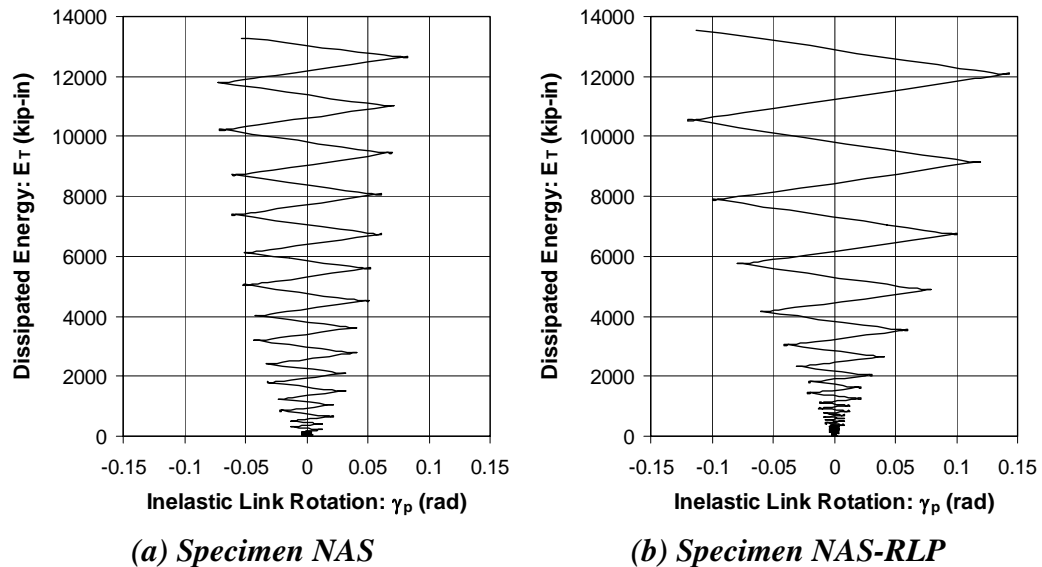 Dissipated Energy: ET (kip-in)
14000
12000
10000
8000
6000
4000
2000
0
-0.15 -0.1 -0.05 0 0.05 0.1 0.15
Inelastic Link Rotation: γp (rad)
(a) Specimen NAS
Dissipated Energy: ET (kip-in)
14000
12000
10000
8000
6000
4000
2000
0
-0.15 -0.1 -0.05 0 0.05 0.1 0.15
Inelastic Link Rotation: γp (rad)
(b) Specimen NAS-RLP